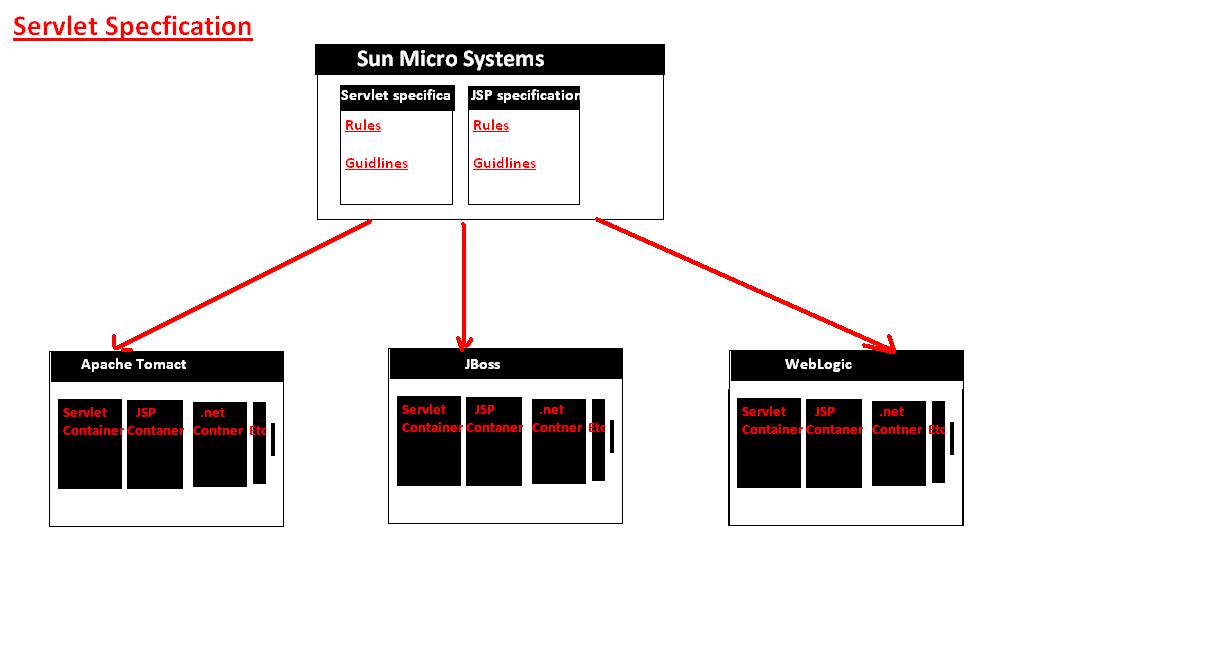 Servlet Specfication
Sun Micro Systems
Servlet specifica
Rules
Guidlines
JSP specification
Rules
Guidlines
Apache Tomact
Servlet
Container
JSP
Contaner
.net
Contner
Etc
JBoss
Servlet
Container
JSP
Contaner
.net
Contner
Etc
WebLogic
Servlet
Container
JSP
Contaner
.net
Contner
Etc